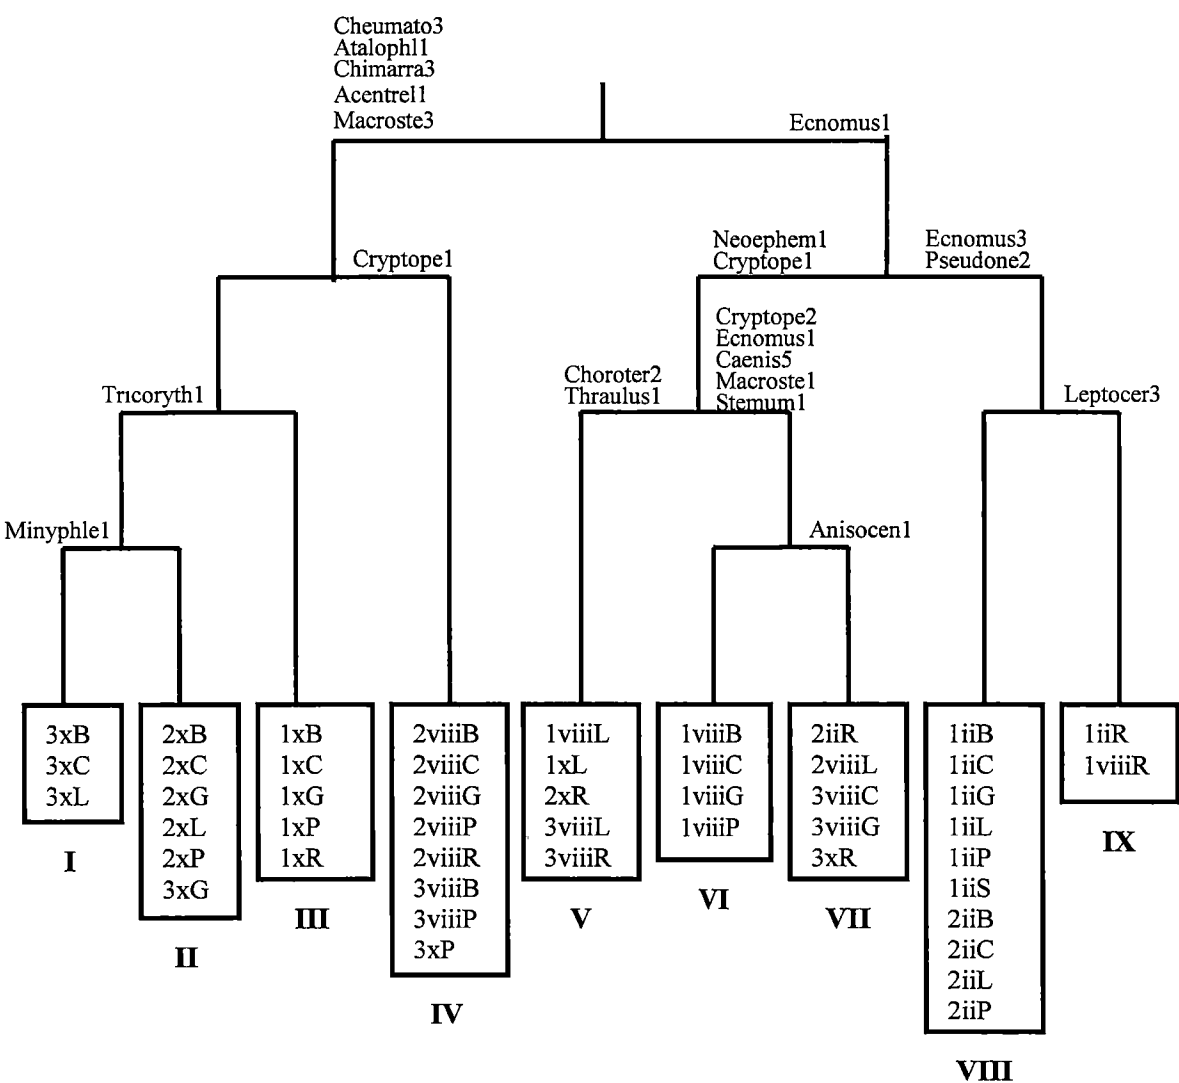 Cheumato3
Atalophl1
Chimarra3
Acentrel1
Macroste3
Ecnomus1
Cryptope1
Neoephem1
Cryptope1
Ecnomus3
Pseudone2
Tricoryth1
Choroter2
Thraulus1
Cryptope2
Ecnomus1
Caenis5
Macroste1
Stemum1
Leptocer3
Minyphle1
Anisocen1
3xB
3xC
3xL
I
2xB
2xC
2xG
2xL
2xP
3xG
II
1xB
1xC
1xG
1xP
1xR
III
2viiiB
2viiiC
2viiiG
2viiiP
2viiiR
3viiiB
3viiiP
3xP
IV
1viiiL
1xL
2xR
3viiiL
3viiiR
V
1viiiB
1viiiC
1viiiG
1viiiP
VI
2iiR
2viiiL
3viiiC
3viiiG
3xR
VII
1iiB
1iiC
1iiG
1iiL
1iiP
1iiS
2iiB
2iiC
2iiL
2iiP
VIII
1iiR
1viiiR
IX